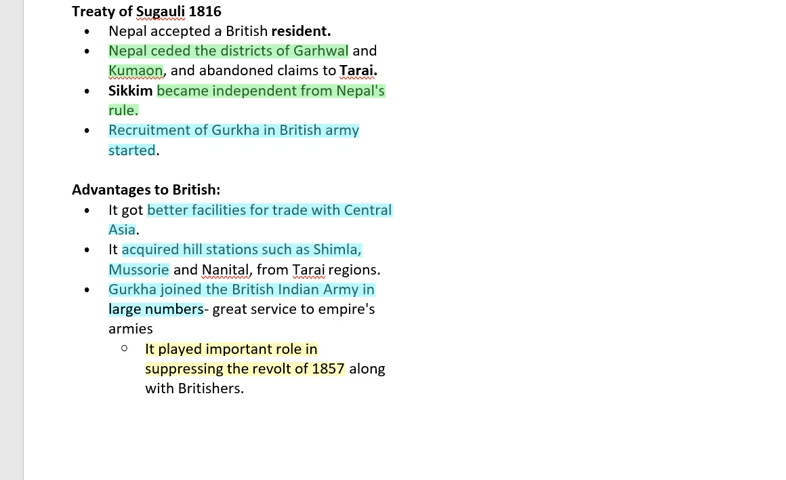 Treaty of Sugauli 1816
• Nepal accepted a British resident.
• Nepal ceded the districts of Garhwal and
Kumaon, and abandoned claims to Tarai.
• Sikkim became independent from Nepal's
rule.
• Recruitment of Gurkha in British army
started.
Advantages to British:
• It got better facilities for trade with Central
Asia.
• It acquired hill stations such as Shimla,
Mussorie and Nanital, from Tarai regions.
• Gurkha joined the British Indian Army in
large numbers- great service to empire's
armies
○ It played important role in
suppressing the revolt of 1857 along
with Britishers.